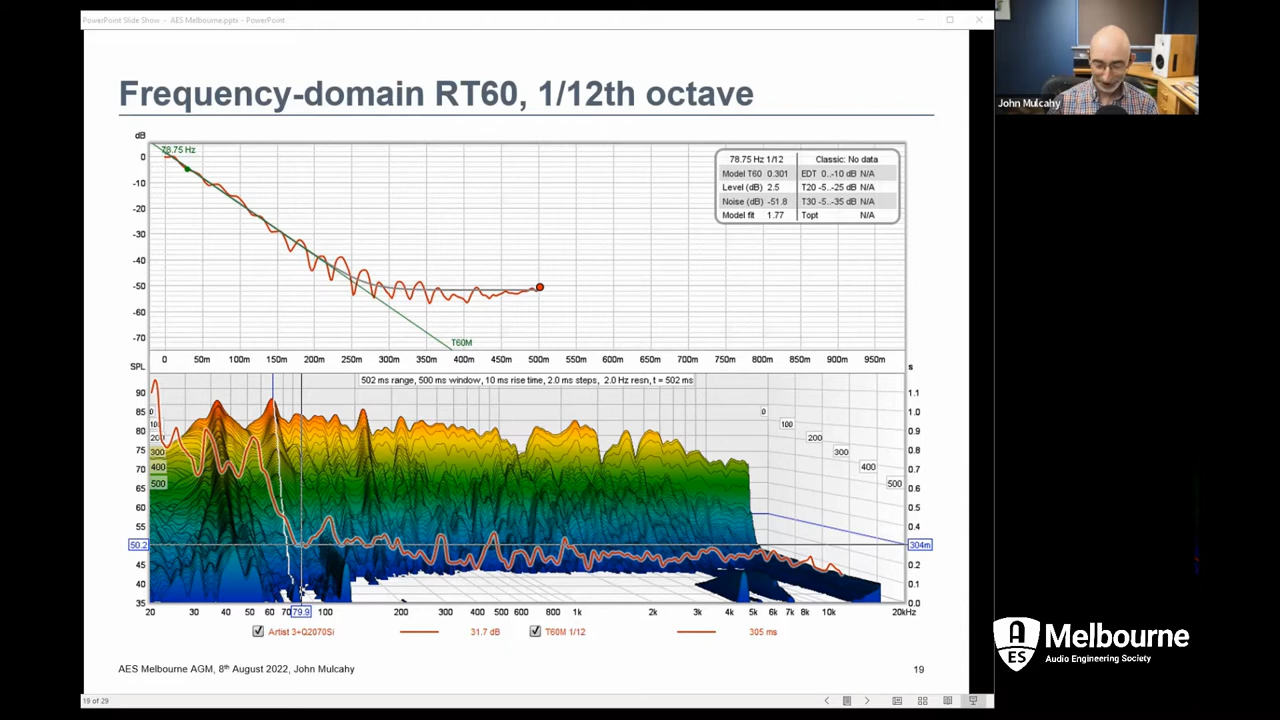 PowerPoint Slide Show - AES Melbourne.pptx - PowerPoint
Frequency-domain RT60, 1/12th octave
dB
78.75 Hz
0
-10
-20
-30
-40
-50
-60
-70
78.75 Hz 1/12 Classic: No data
Model T60 0.301 EDT 0..-10 dB N/A
Level (dB) 2.5 T20 -5..-25 dB N/A
Noise (dB) -51.8 T30 -5..-35 dB N/A
Model fit 1.77 Topt N/A
T60M
0 50m 100m 150m 200m 250m 300m 350m 400m 450m 500m 550m 600m 650m 700m 750m 800m 850m 900m 950m
SPL s
502 ms range, 500 ms window, 10 ms rise time, 2.0 ms steps, 2.0 Hz resn, t = 502 ms
90
85
80
75
70
65
60
55
50.2
45
40
35
0
100
200
300
400
500
0
100
200
300
400
500
1.1
1.0
0.9
0.8
0.7
0.6
0.5
0.4
304m
0.2
0.1
0.0
20 30 40 50 60 70 79.9 100 200 300 400 500 600 800 1k 2k 3k 4k 5k 6k 7k 8k 10k 20kHz
Artist 3+Q2070Si 31.7 dB T60M 1/12 305 ms
AES Melbourne AGM, 8th August 2022, John Mulcahy 19
19 of 29
John Mulcahy
A
ES
Melbourne
Audio Engineering Society